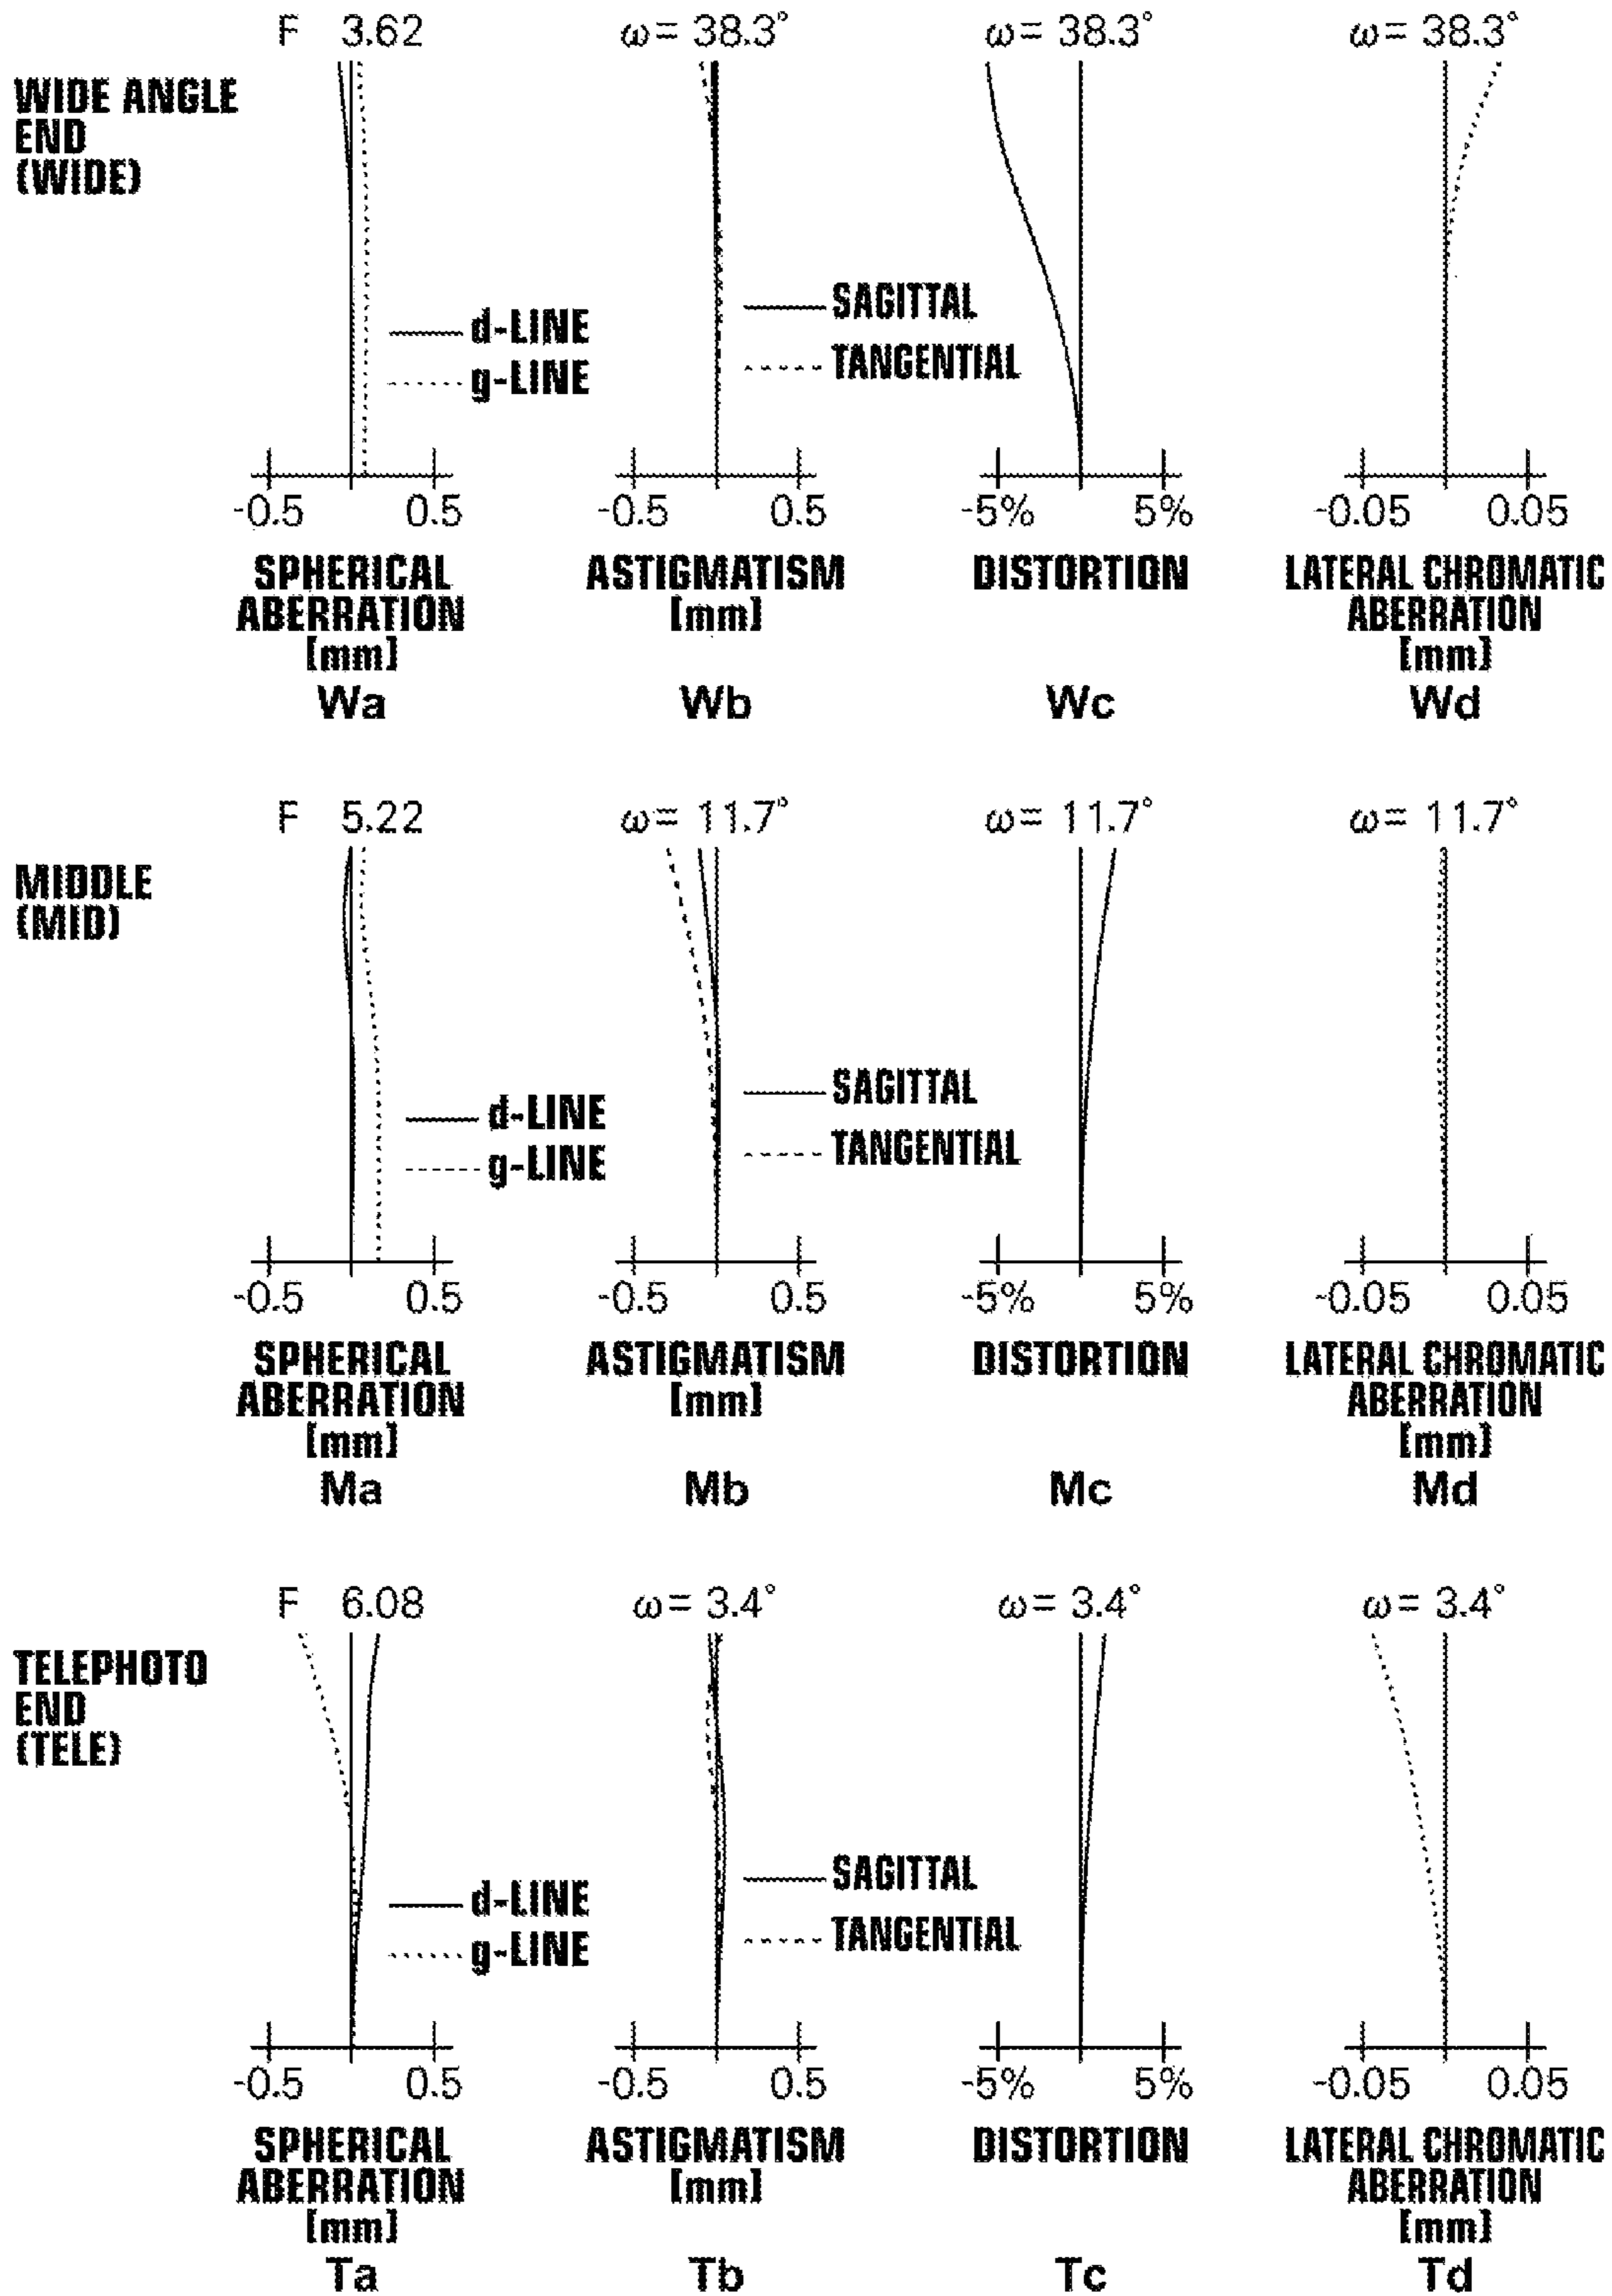 F 3.62 ω= 38.3° ω= 38.3° ω= 38.3°
WIDE ANGLE
END
(WIDE)
d-LINE
g-LINE
SAGITTAL
TANGENTIAL
-0.5 0.5 -0.5 0.5 -5% 5% -0.05 0.05
SPHERICAL
ABERRATION
[mm]
ASTIGMATISM
[mm]
DISTORTION
LATERAL CHROMATIC
ABERRATION
[mm]
Wa Wb Wc Wd
F 5.22 ω= 11.7° ω= 11.7° ω= 11.7°
MIDDLE
(MID)
d-LINE
g-LINE
SAGITTAL
TANGENTIAL
-0.5 0.5 -0.5 0.5 -5% 5% -0.05 0.05
SPHERICAL
ABERRATION
[mm]
ASTIGMATISM
[mm]
DISTORTION
LATERAL CHROMATIC
ABERRATION
[mm]
Ma Mb Mc Md
F 6.08 ω= 3.4° ω= 3.4° ω= 3.4°
TELEPHOTO
END
(TELE)
d-LINE
g-LINE
SAGITTAL
TANGENTIAL
-0.5 0.5 -0.5 0.5 -5% 5% -0.05 0.05
SPHERICAL
ABERRATION
[mm]
ASTIGMATISM
[mm]
DISTORTION
LATERAL CHROMATIC
ABERRATION
[mm]
Ta Tb Tc Td